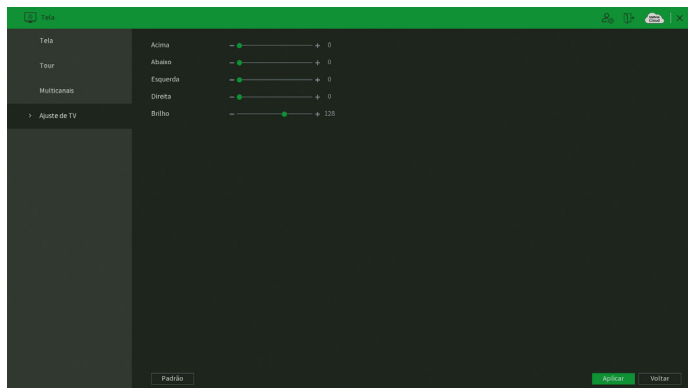 Tela
Tela
Tour
Multicanais
> Ajuste de TV
Acima - + 0
Abaixo - + 0
Esquerda - + 0
Direita - + 0
Brilho - + 128
Padrão
Aplicar
Voltar